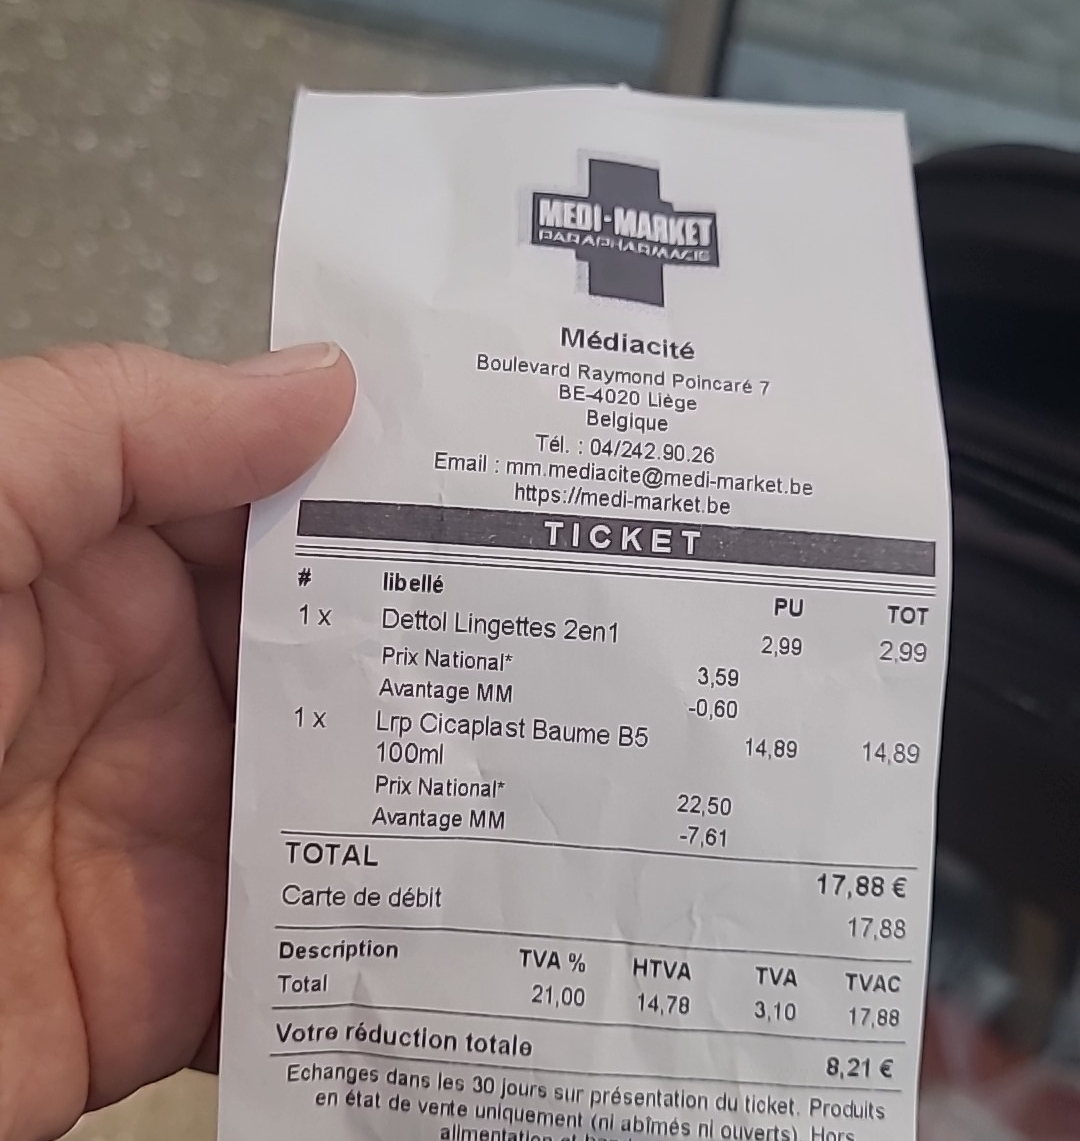 MEDI-MARKET
PARAPHARMACIE
Médiacité
Boulevard Raymond Poincaré 7
BE-4020 Liège
Belgique
Tél. : 04/242.90.26
Email : mm.mediacite@medi-market.be
https://medi-market.be
TICKET
# libellé PU TOT
1 x Dettol Lingettes 2en1 2,99 2,99
Prix National* 3,59
Avantage MM -0,60
1 x Lrp Cicaplast Baume B5 14,89 14,89
100ml
Prix National* 22,50
Avantage MM -7,61
TOTAL 17,88 €
Carte de débit 17,88
Description TVA % HTVA TVA TVAC
Total 21,00 14,78 3,10 17,88
Votre réduction totale 8,21 €
Echanges dans les 30 jours sur présentation du ticket. Produits
en état de vente uniquement (ni abîmés ni ouverts). Hors
alimentation et